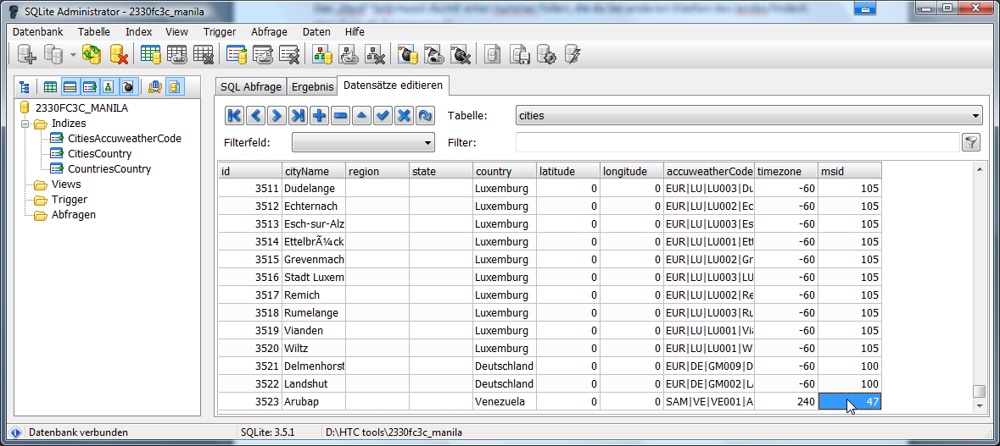 SQLite Administrator - 2330fc3c_manila
Datenbank Tabelle Index View Trigger Abfrage Daten Hilfe
SQL Abfrage Ergebnis Datensätze editieren
2330FC3C_MANILA
Indizes
CitiesAccuweatherCode
CitiesCountry
CountriesCountry
Views
Trigger
Abfragen
Tabelle: cities
Filterfeld: Filter:
id cityName region state country latitude longitude accuweatherCode timezone msid
3511 Dudelange Luxemburg 0 0 EUR|LU|LU003|Du -60 105
3512 Echternach Luxemburg 0 0 EUR|LU|LU002|Ec -60 105
3513 Esch-sur-Alz Luxemburg 0 0 EUR|LU|LU003|Es -60 105
3514 EttelbrÃ¼ck Luxemburg 0 0 EUR|LU|LU001|Ett -60 105
3515 Grevenmach Luxemburg 0 0 EUR|LU|LU002|Gr -60 105
3516 Stadt Luxem Luxemburg 0 0 EUR|LU|LU003|LU -60 105
3517 Remich Luxemburg 0 0 EUR|LU|LU002|Re -60 105
3518 Rumelange Luxemburg 0 0 EUR|LU|LU003|Ru -60 105
3519 Vianden Luxemburg 0 0 EUR|LU|LU001|Via -60 105
3520 Wiltz Luxemburg 0 0 EUR|LU|LU001|W -60 105
3521 Delmenhorst Deutschland 0 0 EUR|DE|GM009|D -60 100
3522 Landshut Deutschland 0 0 EUR|DE|GM002|LA -60 100
3523 Arubap Venezuela 0 0 SAM|VE|VE001|A 240 47
Datenbank verbunden SQLite: 3.5.1 D:\HTC tools\2330fc3c_manila